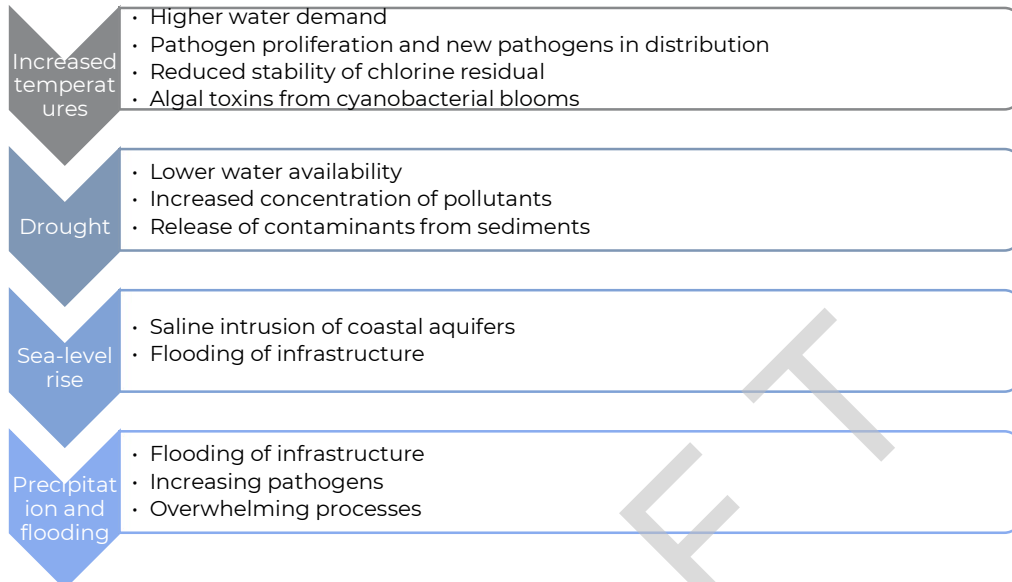 Increased
temperat
ures
• Higher water demand
• Pathogen proliferation and new pathogens in distribution
• Reduced stability of chlorine residual
• Algal toxins from cyanobacterial blooms
Drought
• Lower water availability
• Increased concentration of pollutants
• Release of contaminants from sediments
Sea-level
rise
• Saline intrusion of coastal aquifers
• Flooding of infrastructure
Precipitat
ion and
flooding
• Flooding of infrastructure
• Increasing pathogens
• Overwhelming processes
F T